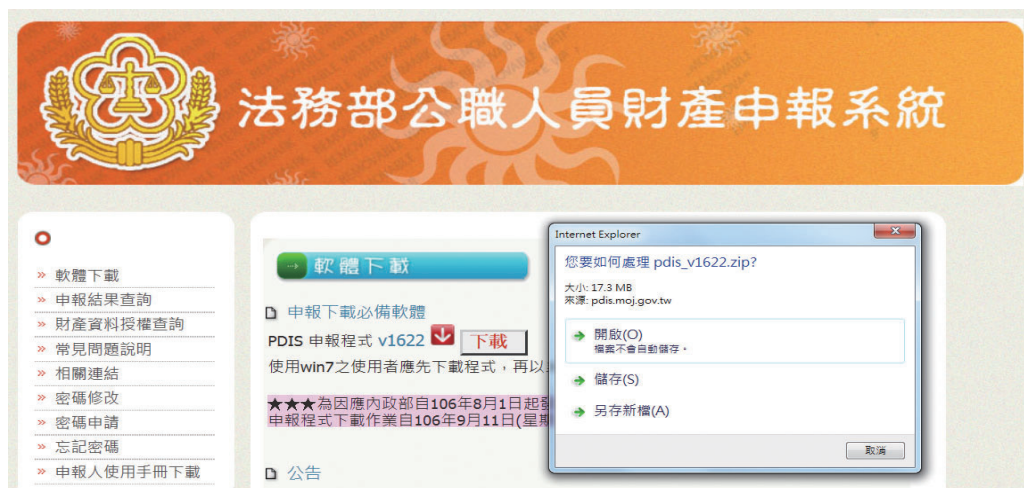 法務部公職人員財產申報系統
» 軟體下載
» 申報結果查詢
» 財產資料授權查詢
» 常見問題說明
» 相關連結
» 密碼修改
» 密碼申請
» 忘記密碼
» 申報人使用手冊下載
軟體下載
申報下載必備軟體
PDIS 申報程式 v1622 下載
使用win7之使用者應先下載程式，再以
★★★為因應內政部自106年8月1日起
申報程式下載作業自106年9月11日(星期
公告
Internet Explorer
您要如何處理 pdis_v1622.zip?
大小: 17.3 MB
來源: pdis.moj.gov.tw
開啟(O)
檔案不會自動儲存。
儲存(S)
另存新檔(A)
取消